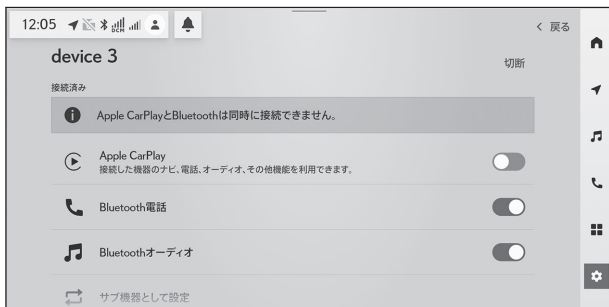 12:05
DCM
戻る
device 3
切断
接続済み
Apple CarPlayとBluetoothは同時に接続できません。
Apple CarPlay
接続した機器のナビ、電話、オーディオ、その他機能を利用できます。
Bluetooth電話
Bluetoothオーディオ
サブ機器として設定